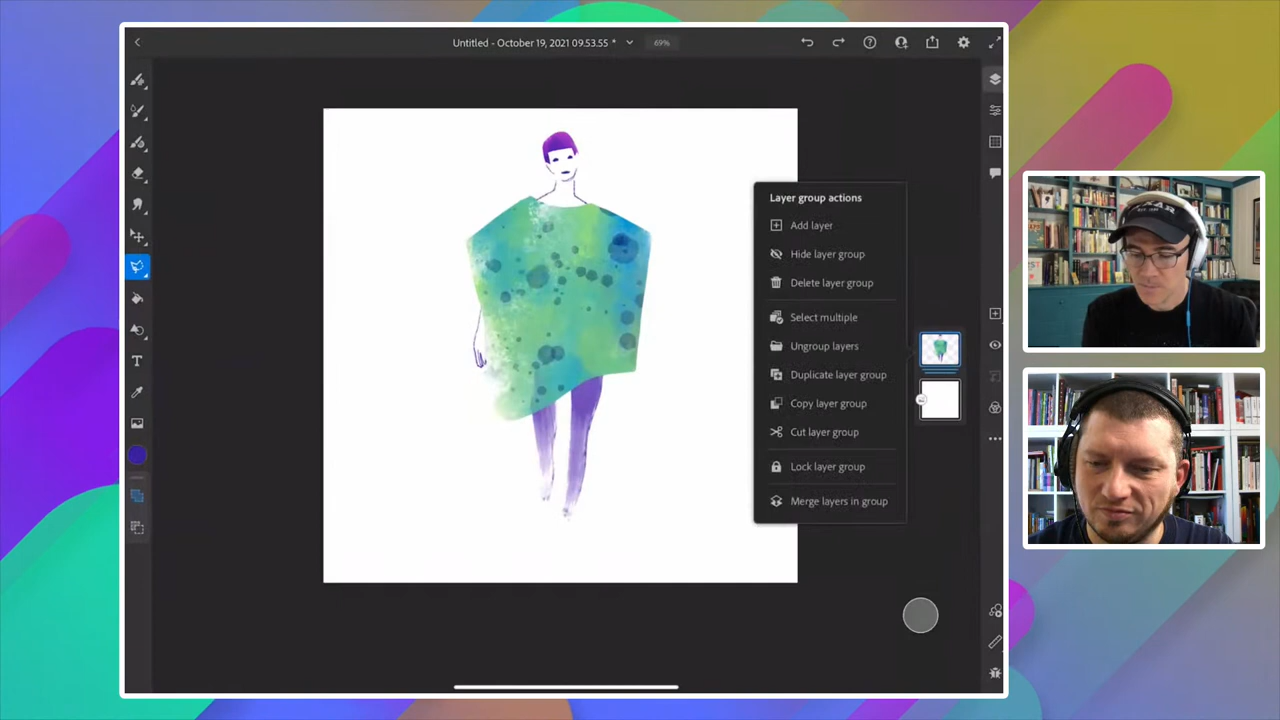 Untitled - October 19, 2021 09.53.55 *
69%
Layer group actions
Add layer
Hide layer group
Delete layer group
Select multiple
Ungroup layers
Duplicate layer group
Copy layer group
Cut layer group
Lock layer group
Merge layers in group